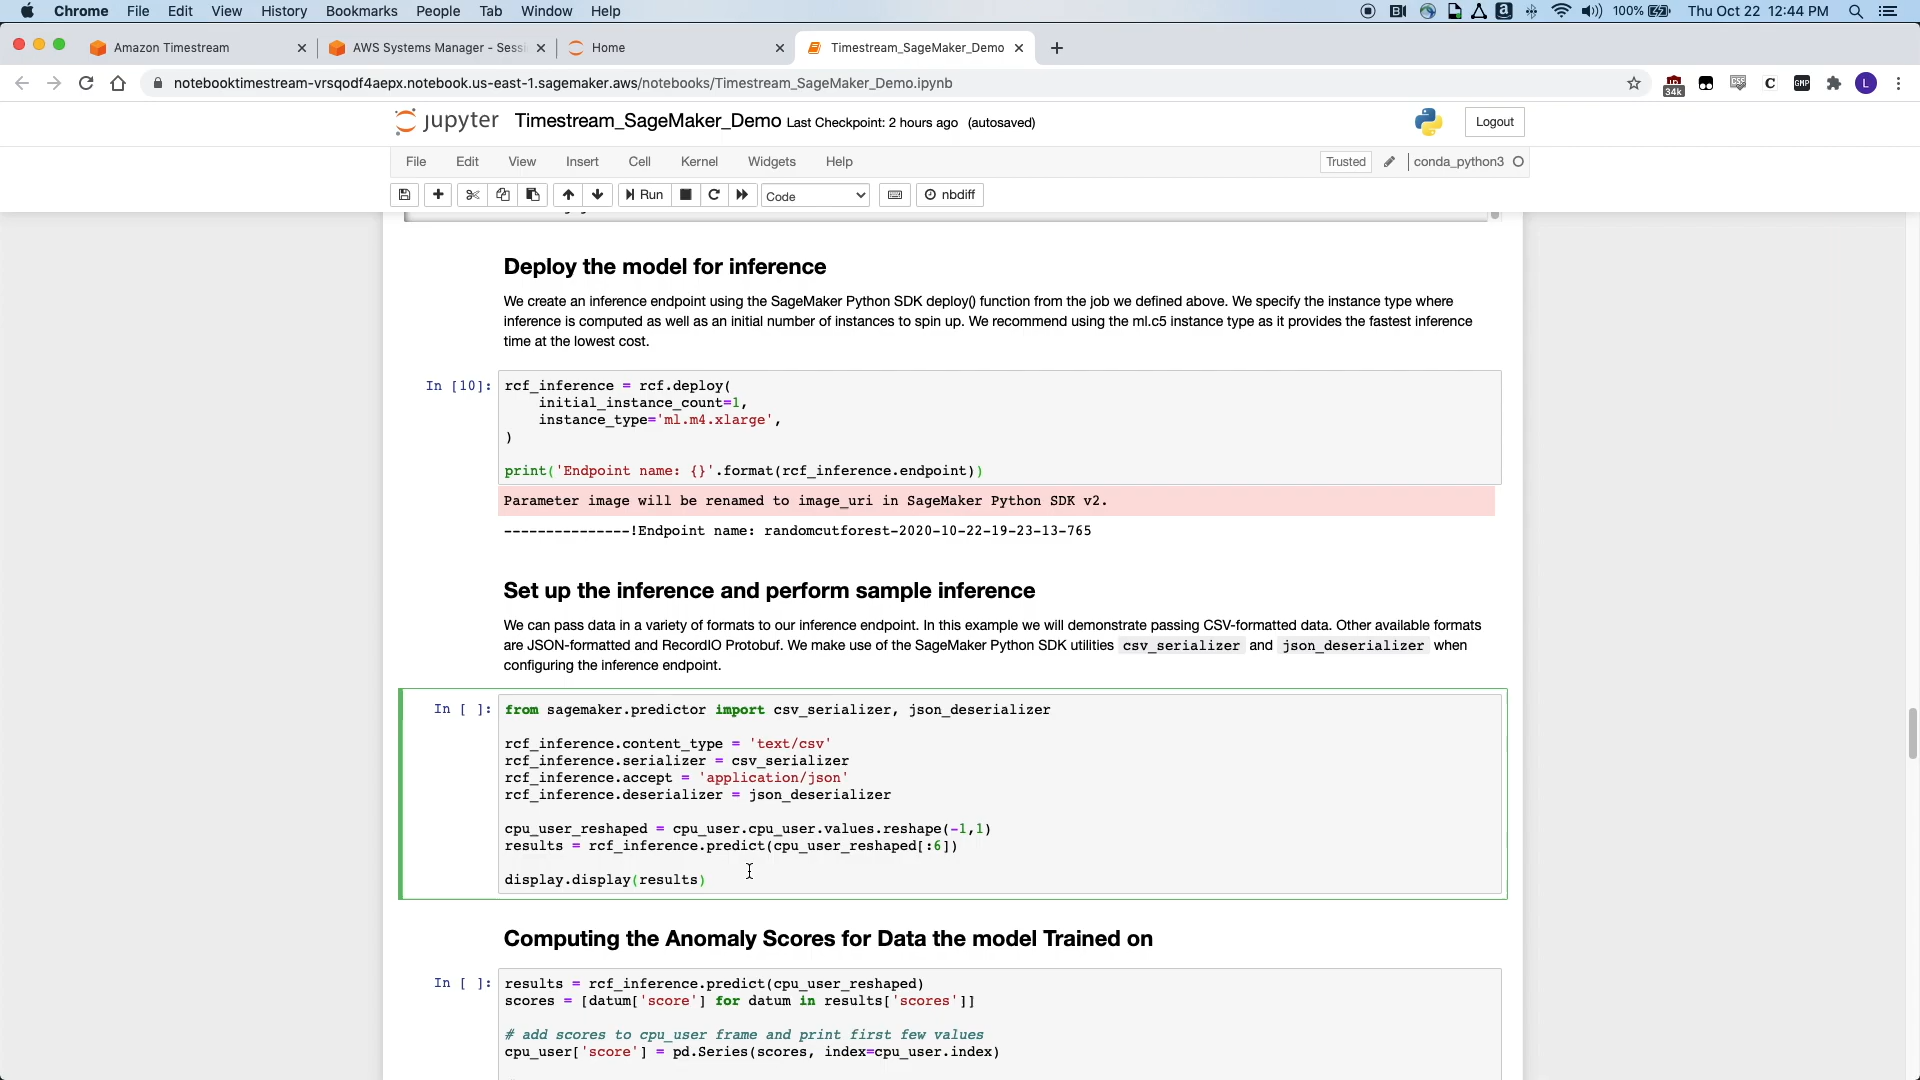 Chrome File Edit View History Bookmarks People Tab Window Help 100% Thu Oct 22 12:44 PM
Amazon Timestream AWS Systems Manager - Sessi Home Timestream_SageMaker_Demo
notebooktimestream-vrsqodf4aepx.notebook.us-east-1.sagemaker.aws/notebooks/Timestream_SageMaker_Demo.ipynb 34k C GMP L
jupyter Timestream_SageMaker_Demo Last Checkpoint: 2 hours ago (autosaved) Logout
File Edit View Insert Cell Kernel Widgets Help Trusted conda_python3
Run Code nbdiff
Deploy the model for inference
We create an inference endpoint using the SageMaker Python SDK deploy() function from the job we defined above. We specify the instance type where
inference is computed as well as an initial number of instances to spin up. We recommend using the ml.c5 instance type as it provides the fastest inference
time at the lowest cost.
In [10]: rcf_inference = rcf.deploy(
initial_instance_count=1,
instance_type='ml.m4.xlarge',
)
print('Endpoint name: {}'.format(rcf_inference.endpoint))
Parameter image will be renamed to image_uri in SageMaker Python SDK v2.
---------------!Endpoint name: randomcutforest-2020-10-22-19-23-13-765
Set up the inference and perform sample inference
We can pass data in a variety of formats to our inference endpoint. In this example we will demonstrate passing CSV-formatted data. Other available formats
are JSON-formatted and RecordIO Protobuf. We make use of the SageMaker Python SDK utilities csv_serializer and json_deserializer when
configuring the inference endpoint.
In [ ]: from sagemaker.predictor import csv_serializer, json_deserializer
rcf_inference.content_type = 'text/csv'
rcf_inference.serializer = csv_serializer
rcf_inference.accept = 'application/json'
rcf_inference.deserializer = json_deserializer
cpu_user_reshaped = cpu_user.cpu_user.values.reshape(-1,1)
results = rcf_inference.predict(cpu_user_reshaped[:6])
display.display(results)
Computing the Anomaly Scores for Data the model Trained on
In [ ]: results = rcf_inference.predict(cpu_user_reshaped)
scores = [datum['score'] for datum in results['scores']]
# add scores to cpu_user frame and print first few values
cpu_user['score'] = pd.Series(scores, index=cpu_user.index)